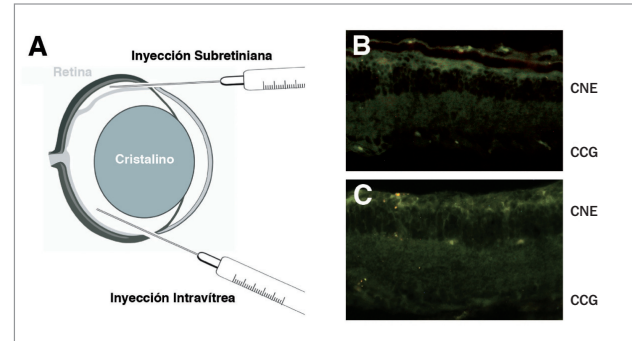 A
Inyección Subretiniana
Retina
Cristalino
Inyección Intravítrea
B
CNE
CCG
C
CNE
CCG